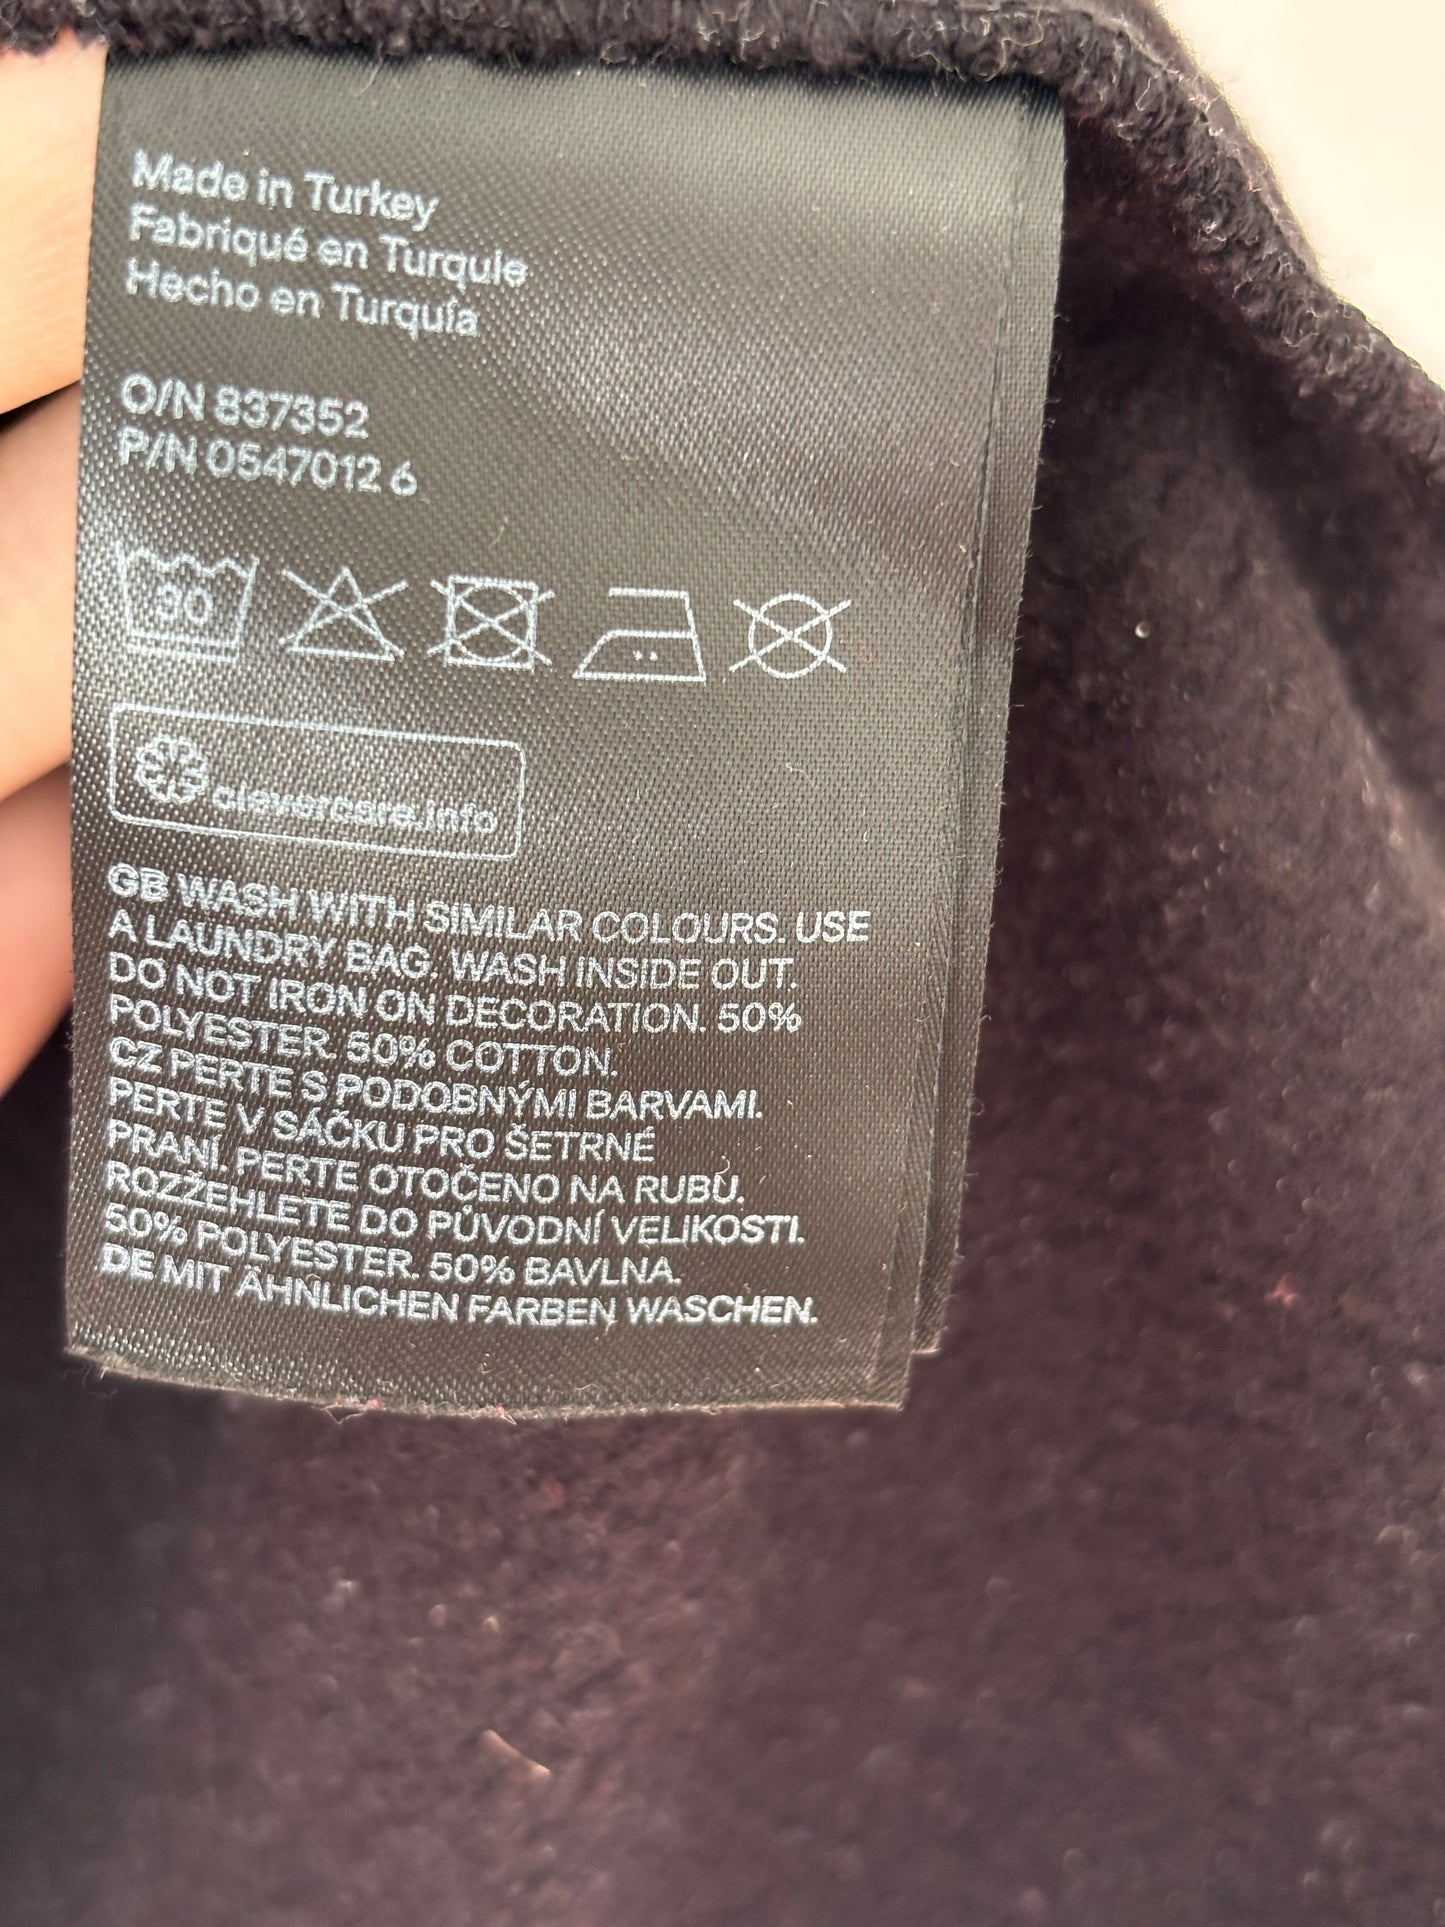 Made in Turkey
Fabriqué en Turquie
Hecho en Turquía
O/N 837352
P/N 0547012 6
30
clevercare.info
GB WASH WITH SIMILAR COLOURS. USE
A LAUNDRY BAG. WASH INSIDE OUT.
DO NOT IRON ON DECORATION. 50%
POLYESTER. 50% COTTON.
CZ PERTE S PODOBNÝMI BARVAMI.
PERTE V SÁČKU PRO ŠETRNÉ
PRANÍ. PERTE OTOČENO NA RUBU.
ROZŽEHLETE DO PŮVODNÍ VELIKOSTI.
50% POLYESTER. 50% BAVLNA.
DE MIT ÄHNLICHEN FARBEN WASCHEN.